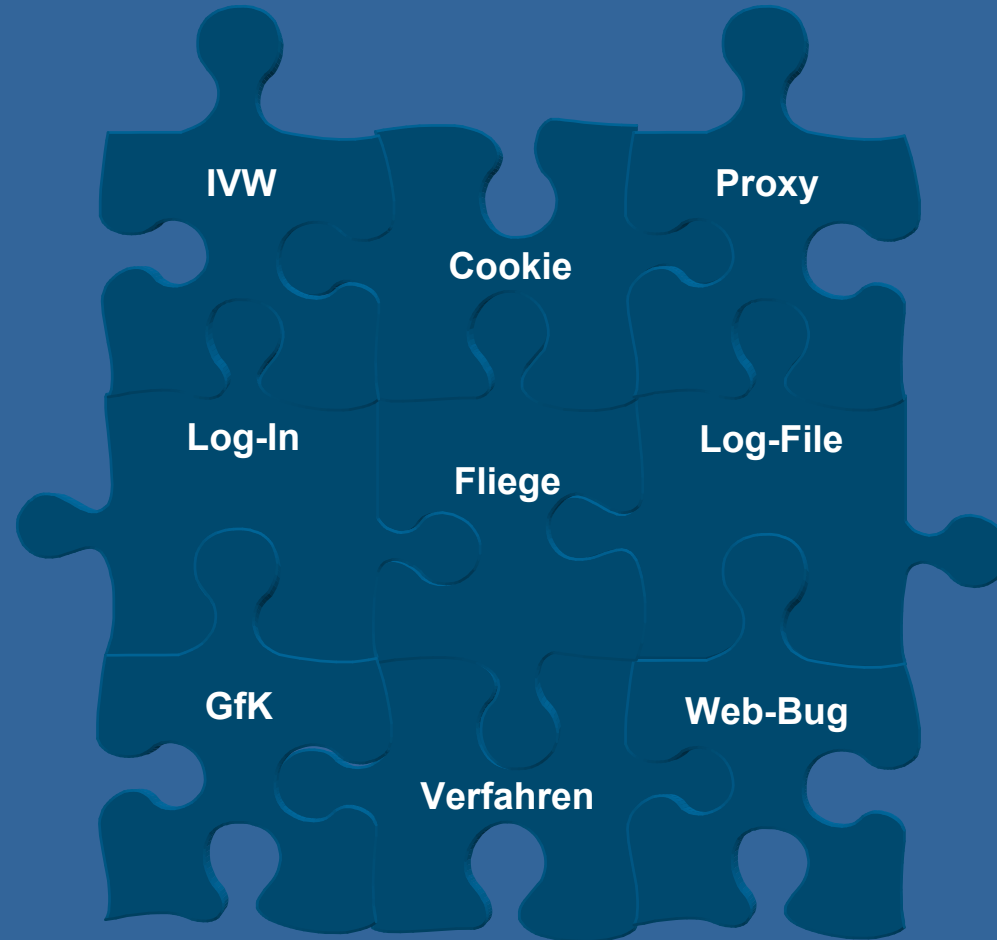 IVW
Proxy
Cookie
Log-In
Log-File
Fliege
GfK
Web-Bug
Verfahren